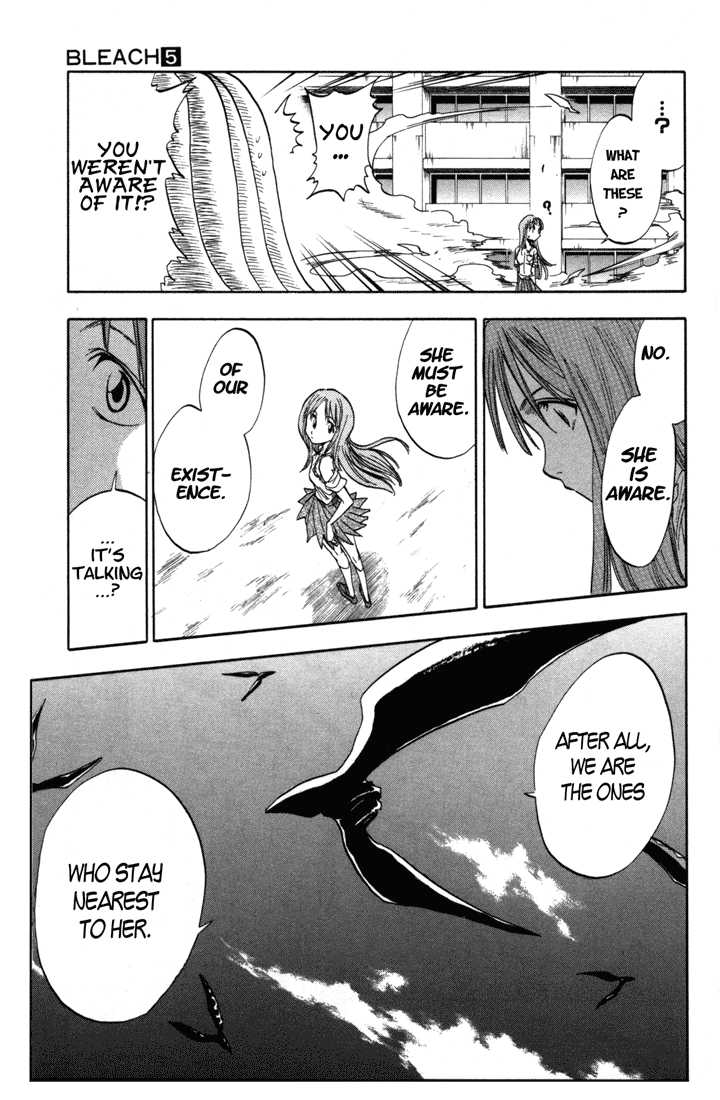 BLEACH 5
...?
WHAT
ARE
THESE
?
?
YOU
...
YOU
WEREN'T
AWARE
OF IT!?
NO.
SHE
IS
AWARE.
SHE
MUST
BE
AWARE.
OF
OUR
EXIST-
ENCE.
...
IT'S
TALKING
...?
AFTER ALL,
WE ARE
THE ONES
WHO STAY
NEAREST
TO HER.